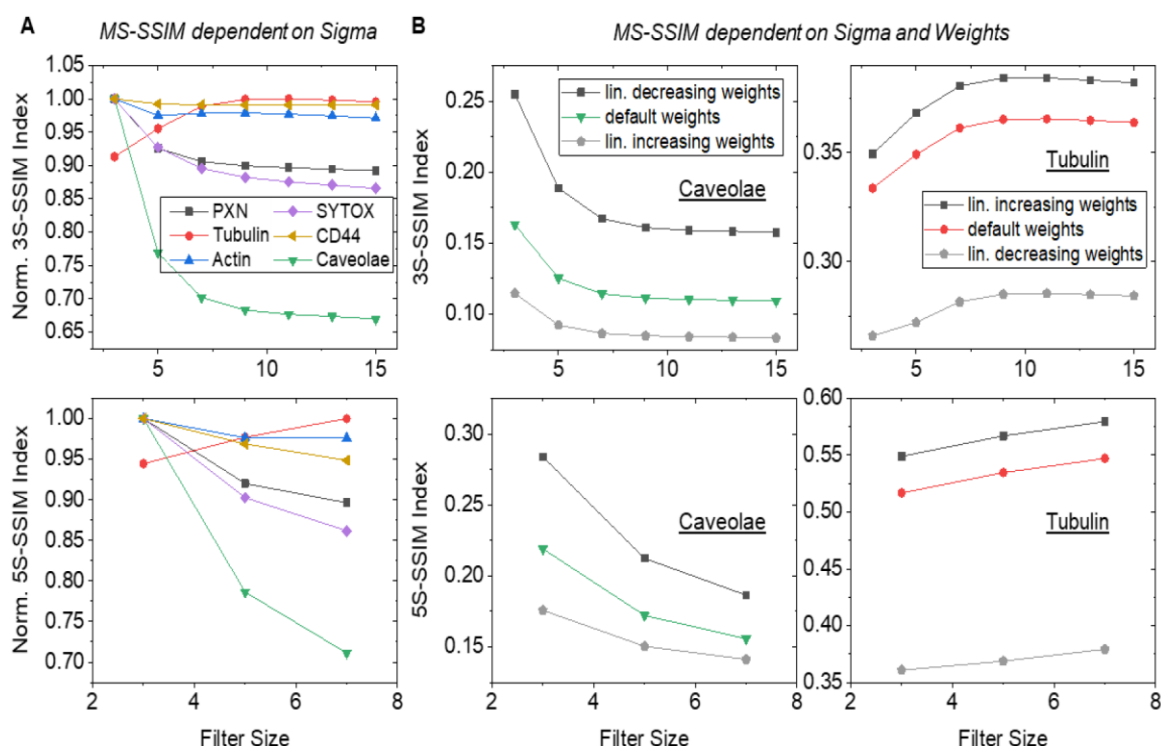 A
MS-SSIM dependent on Sigma
B
MS-SSIM dependent on Sigma and Weights
Norm. 3S-SSIM Index
1.05
1.00
0.95
0.90
0.85
0.80
0.75
0.70
0.65
PXN
SYTOX
Tubulin
CD44
Actin
Caveolae
5
10
15
3S-SSIM Index
0.25
0.20
0.15
0.10
lin. decreasing weights
default weights
lin. increasing weights
Caveolae
5
10
15
0.35
0.30
Tubulin
lin. increasing weights
default weights
lin. decreasing weights
5
10
15
Norm. 5S-SSIM Index
1.00
0.95
0.90
0.85
0.80
0.75
0.70
2
4
6
8
Filter Size
5S-SSIM Index
0.30
0.25
0.20
0.15
Caveolae
2
4
6
8
Filter Size
0.60
0.55
0.50
0.45
0.40
0.35
Tubulin
2
4
6
8
Filter Size